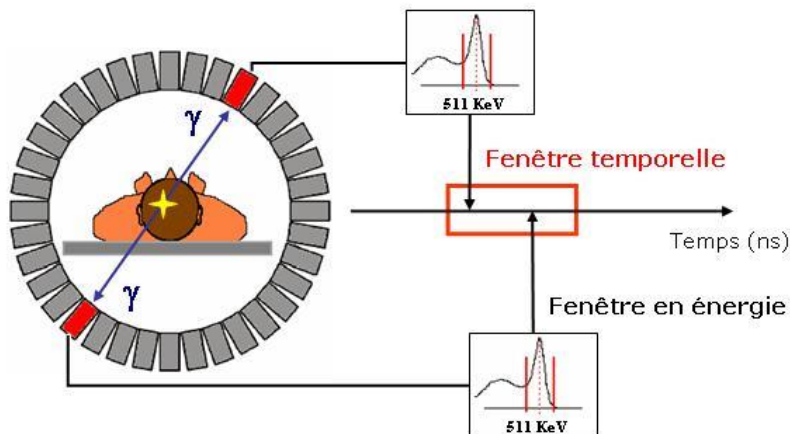 511 KeV
γ
Fenêtre temporelle
Temps (ns)
γ
Fenêtre en énergie
511 KeV